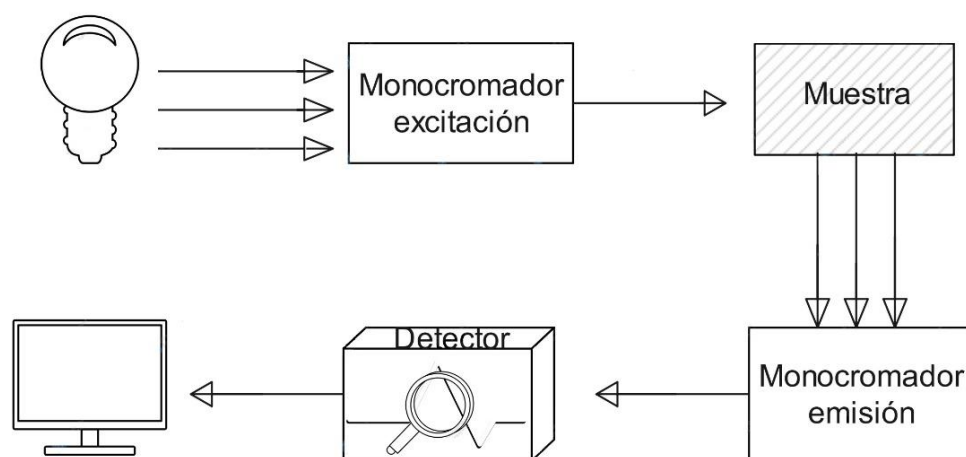 Monocromador
excitación
Muestra
Detector
Monocromador
emisión